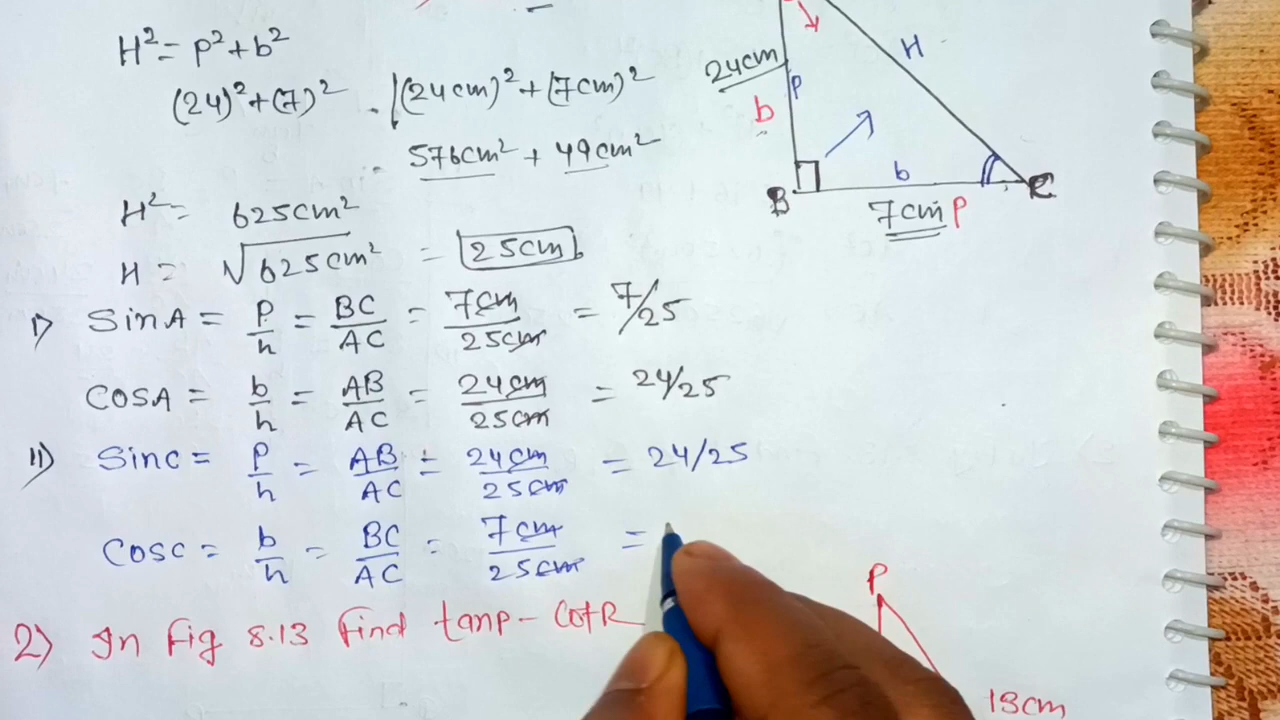 H² = p² + b²
(24)² + (7)² . (24cm)² + (7cm)²
. 576cm² + 49cm²
H² = 625cm²
H = √625cm² = 25cm.
24cm
b
p
H
B
b
C
7cm p
i) SinA = P/h = BC/AC = 7cm/25cm = 7/25
COSA = b/h = AB/AC = 24cm/25cm = 24/25
ii) Sinc = P/h = AB/AC = 24cm/25cm = 24/25
COSC = b/h = BC/AC = 7cm/25cm =
2) In Fig 8.13 find tanp - CotR
P
13cm